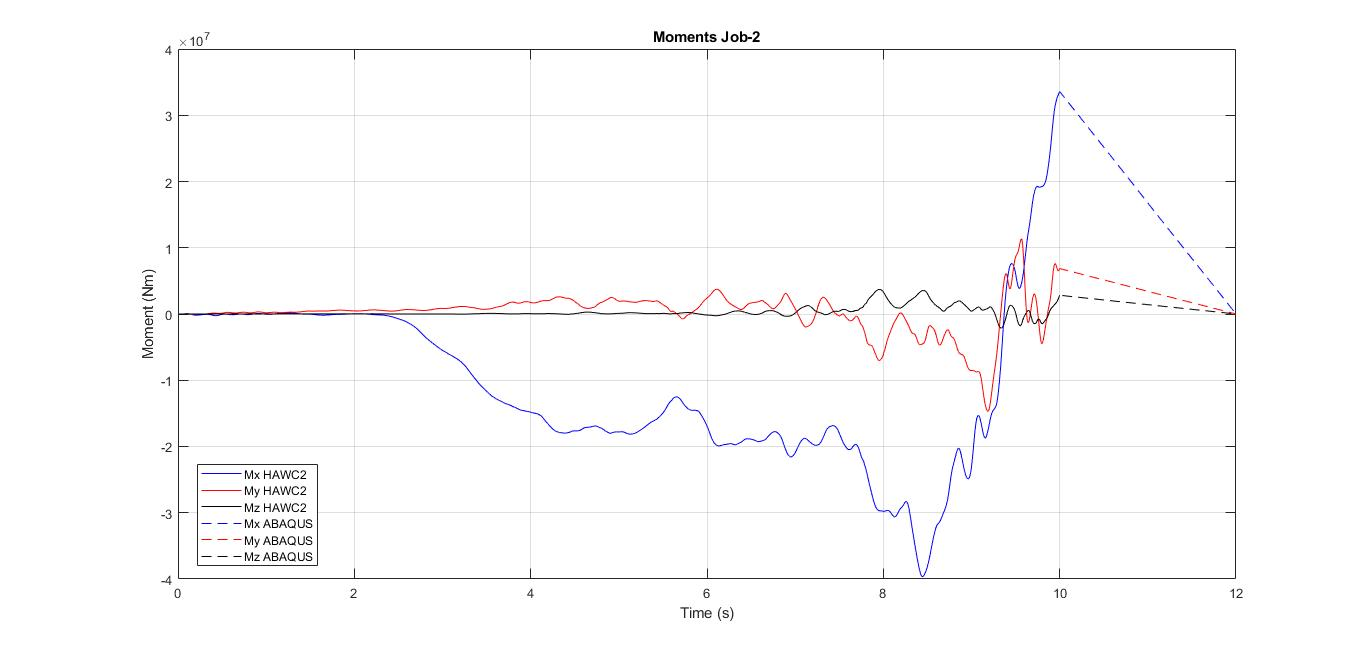 Moments Job-2
×10⁷
4
3
2
1
0
-1
-2
-3
-4
Moment (Nm)
Mx HAWC2
My HAWC2
Mz HAWC2
Mx ABAQUS
My ABAQUS
Mz ABAQUS
0 2 4 6 8 10 12
Time (s)